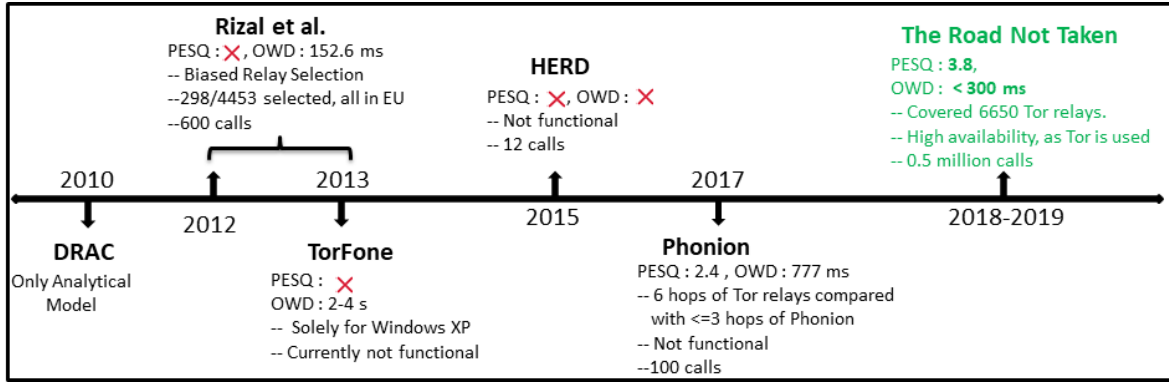 Rizal et al.
PESQ : ✕, OWD : 152.6 ms
-- Biased Relay Selection
--298/4453 selected, all in EU
--600 calls
HERD
PESQ : ✕, OWD : ✕
-- Not functional
-- 12 calls
The Road Not Taken
PESQ : 3.8,
OWD : < 300 ms
-- Covered 6650 Tor relays.
-- High availability, as Tor is used
-- 0.5 million calls
2010
2013
2017
2012
2015
2018-2019
DRAC
Only Analytical
Model
TorFone
PESQ : ✕
OWD : 2-4 s
-- Solely for Windows XP
-- Currently not functional
Phonion
PESQ : 2.4 , OWD : 777 ms
-- 6 hops of Tor relays compared
with <=3 hops of Phonion
-- Not functional
--100 calls